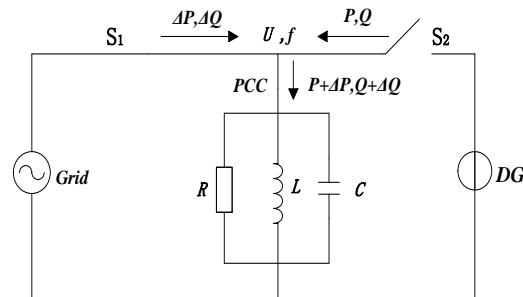 S1 ΔP,ΔQ U,f P,Q S2
PCC P+ΔP,Q+ΔQ
Grid R L C DG